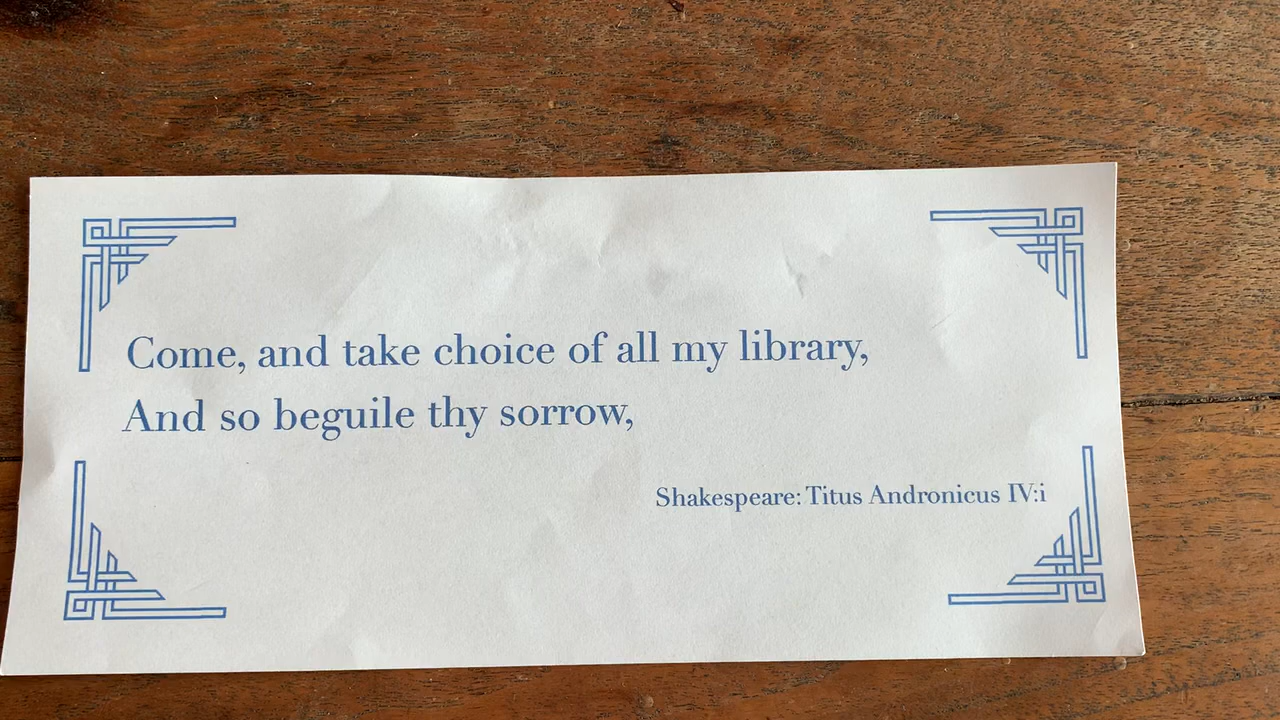 Come, and take choice of all my library,
And so beguile thy sorrow,
Shakespeare: Titus Andronicus IV:i